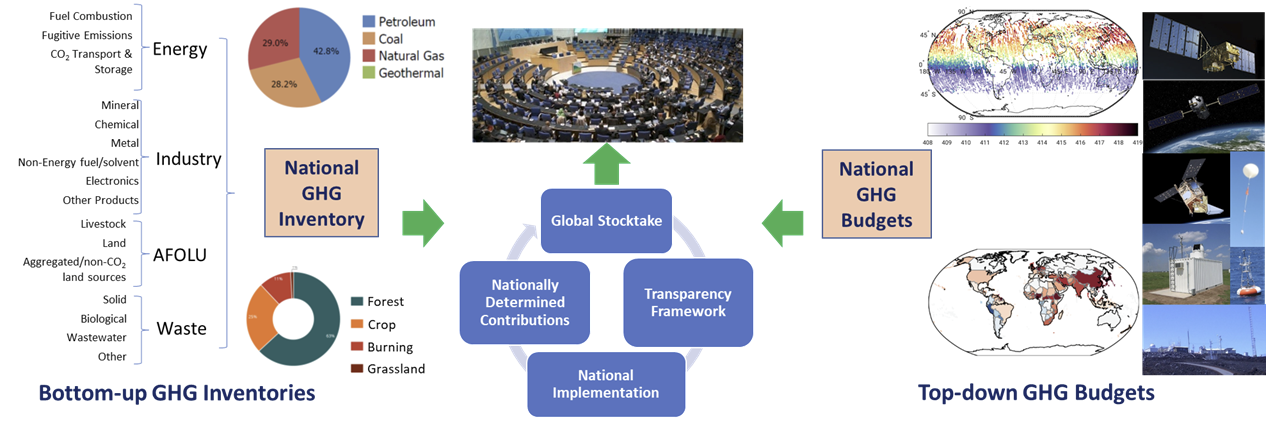 Fuel Combustion
Fugitive Emissions
CO₂ Transport &
Storage
Energy
Mineral
Chemical
Metal
Non-Energy fuel/solvent
Electronics
Other Products
Industry
Livestock
Land
Aggregated/non-CO₂
land sources
AFOLU
Solid
Biological
Wastewater
Other
Waste
Bottom-up GHG Inventories
29.0%
42.8%
28.2%
Petroleum
Coal
Natural Gas
Geothermal
National
GHG
Inventory
11%
63%
Forest
Crop
Burning
Grassland
Global Stocktake
Nationally
Determined
Contributions
Transparency
Framework
National
Implementation
National
GHG
Budgets
90° N
45° N
0°
45° S
90° S
408 409 410 411 412 413 414 415 416 417 418 419
Top-down GHG Budgets